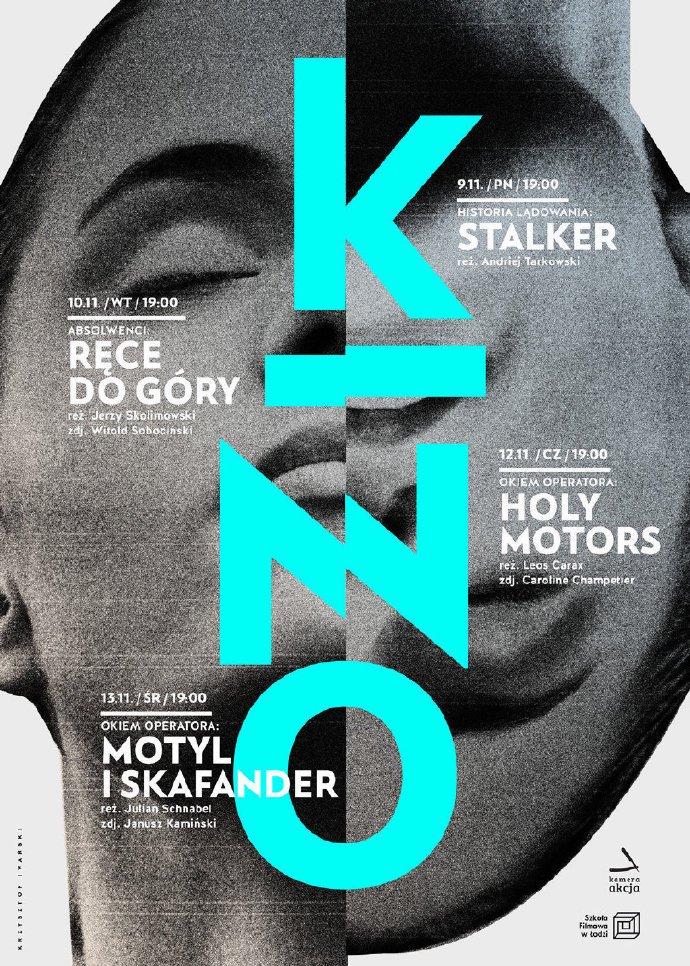 KINO
9.11. / PN / 19:00
HISTORIA LĄDOWANIA:
STALKER
reż. Andriej Tarkowski
10.11. / WT / 19:00
ABSOLWENCI:
RĘCE
DO GÓRY
reż. Jerzy Skolimowski
zdj. Witold Sobociński
12.11. / CZ / 19:00
OKIEM OPERATORA:
HOLY
MOTORS
reż. Leos Carax
zdj. Caroline Champetier
13.11. / ŚR / 19:00
OKIEM OPERATORA:
MOTYL
I SKAFANDER
reż. Julian Schnabel
zdj. Janusz Kamiński
kamera
akcja
Szkoła
Filmowa
w Łodzi
KRZYSZTOF IWAŃSKI